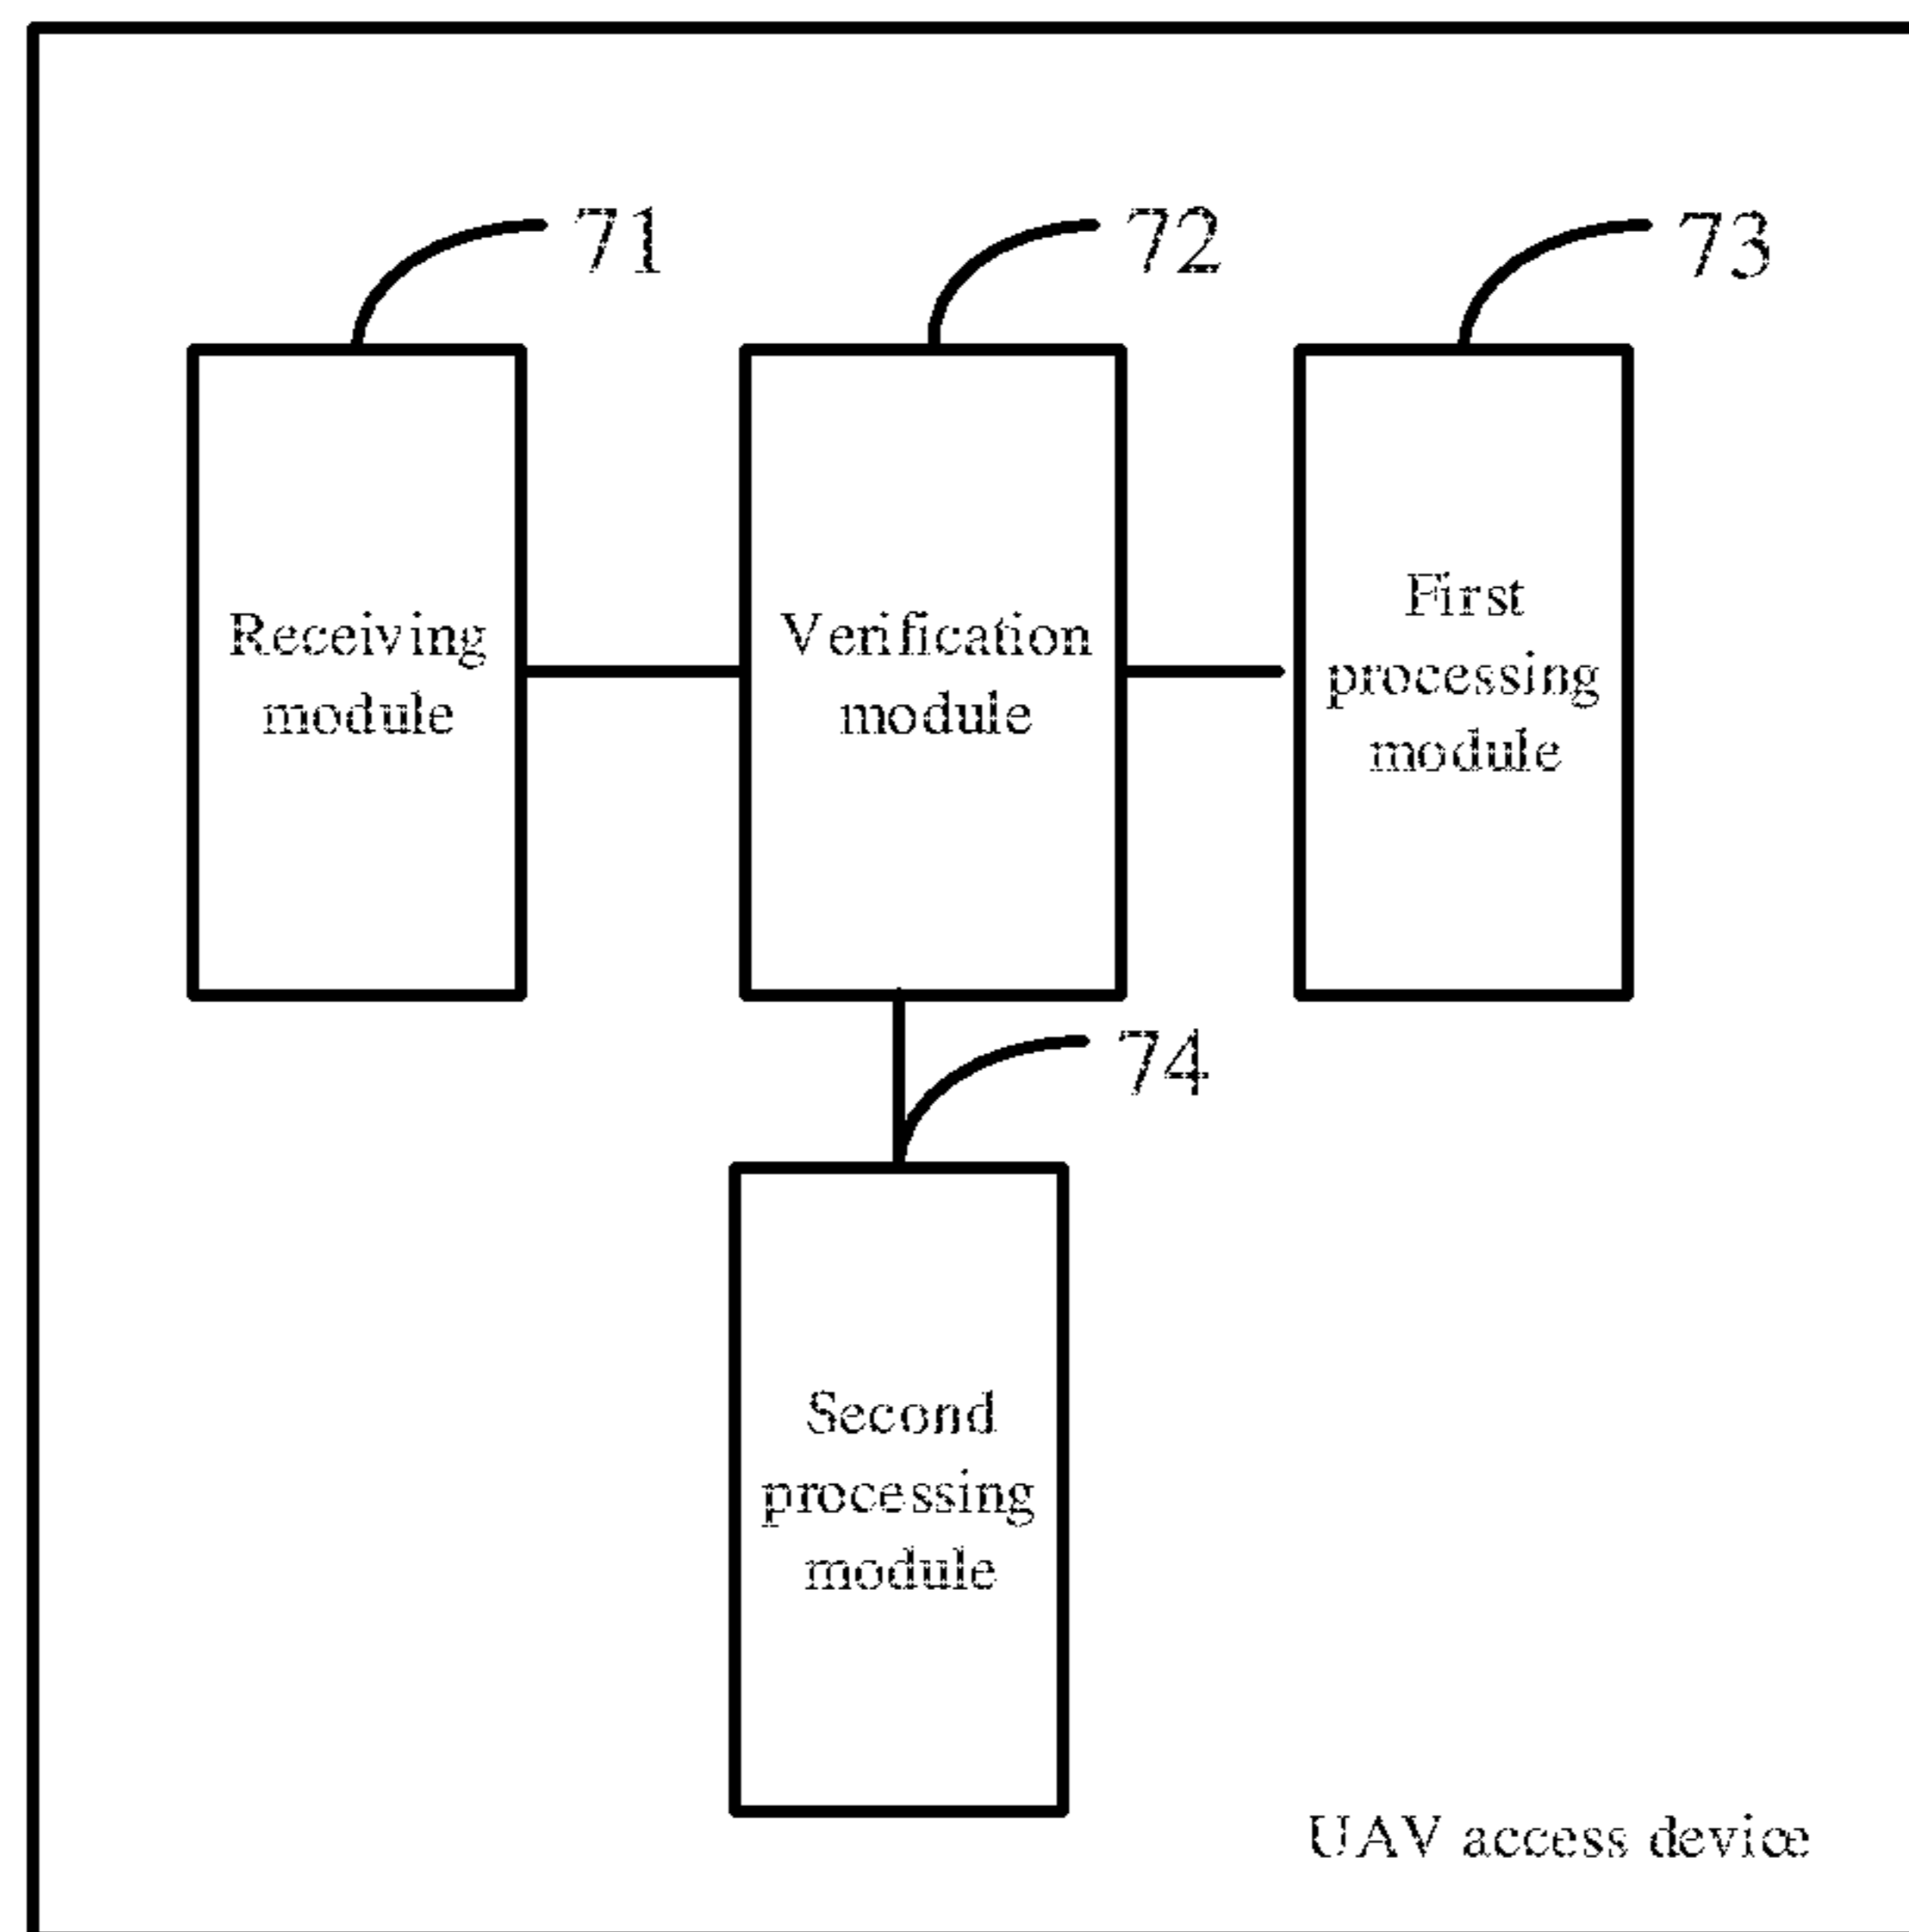 71
72
73
Receiving
module
Verification
module
First
processing
module
74
Second
processing
module
UAV access device